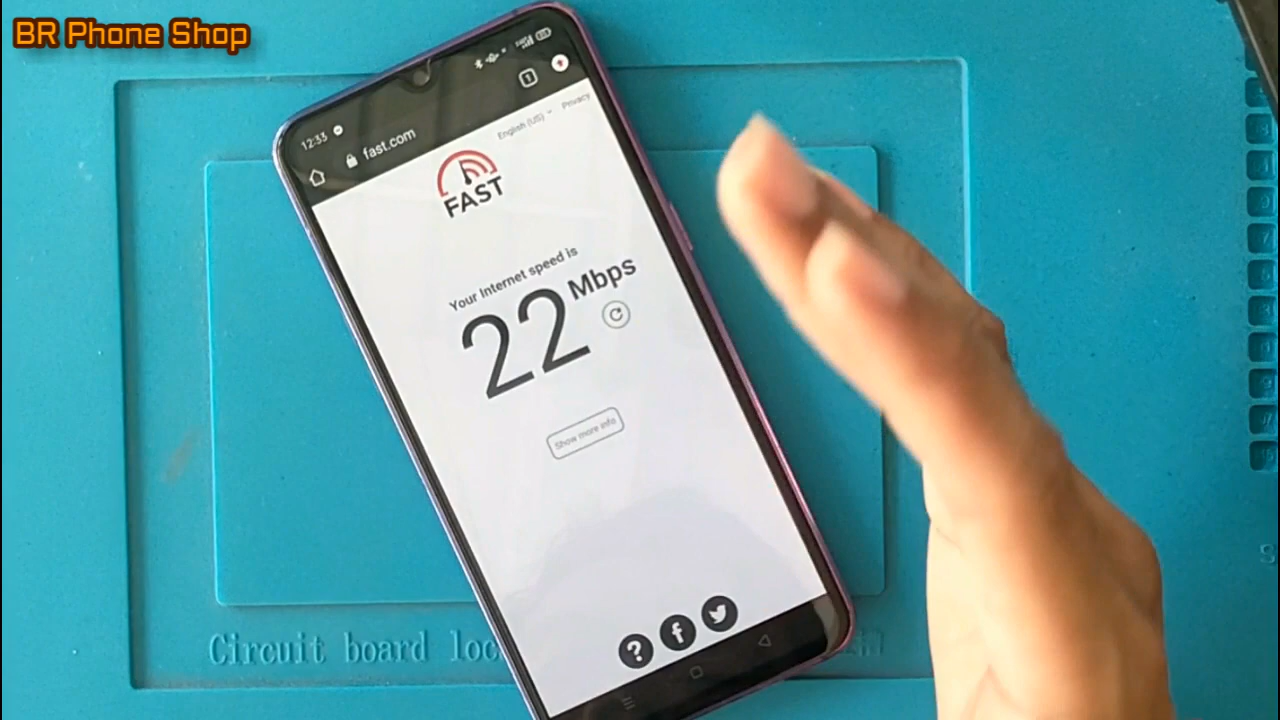 BR Phone Shop
12:33
1
fast.com
English (US)
Privacy
FAST
Your Internet speed is
22 Mbps
Show more info
?
f
Circuit board loc